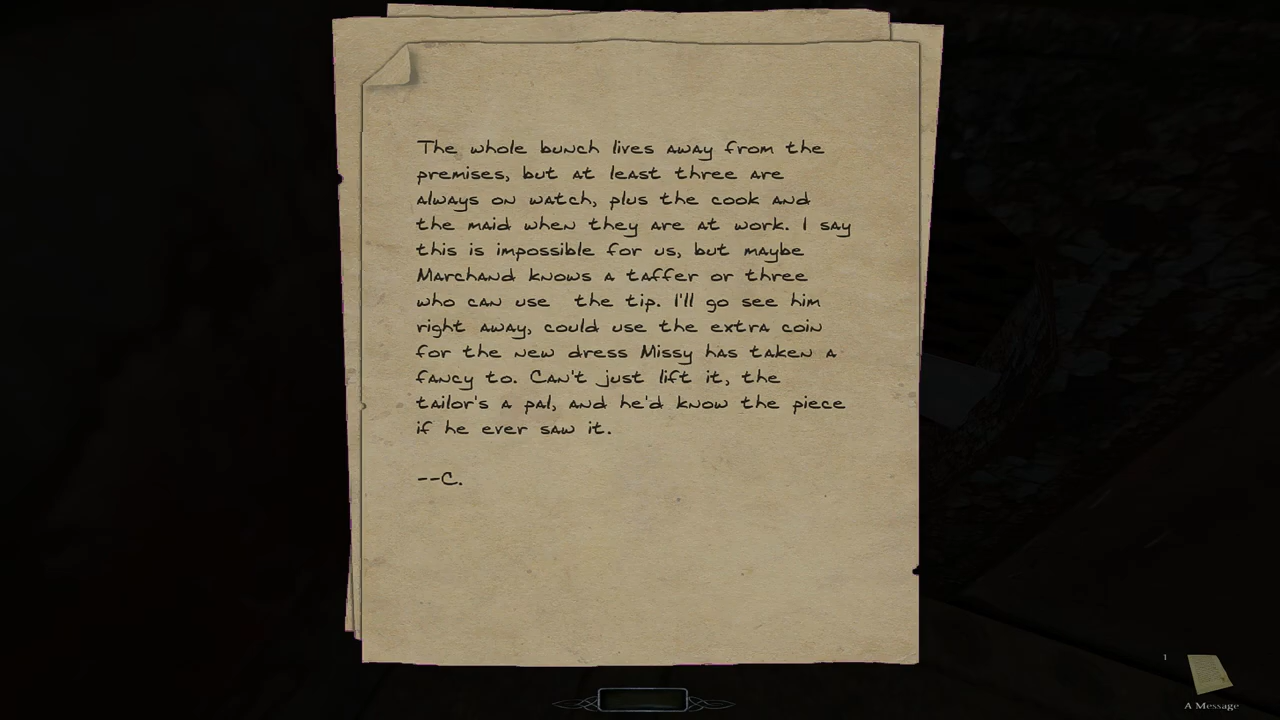 The whole bunch lives away from the
premises, but at least three are
always on watch, plus the cook and
the maid when they are at work. I say
this is impossible for us, but maybe
Marchand knows a taffer or three
who can use  the tip. I'll go see him
right away, could use the extra coin
for the new dress Missy has taken a
fancy to. Can't just lift it, the
tailor's a pal, and he'd know the piece
if he ever saw it.
--C.
1
A Message